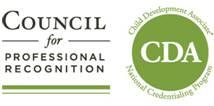 COUNCIL
for
PROFESSIONAL
RECOGNITION
Child Development Associate®
CDA
National Credentialing Program